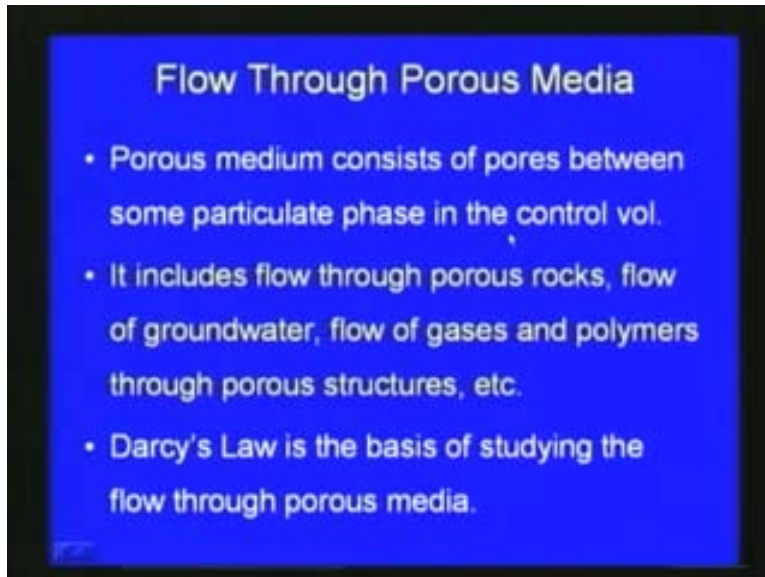 Flow Through Porous Media
• Porous medium consists of pores between
some particulate phase in the control vol.
• It includes flow through porous rocks, flow
of groundwater, flow of gases and polymers
through porous structures, etc.
• Darcy's Law is the basis of studying the
flow through porous media.